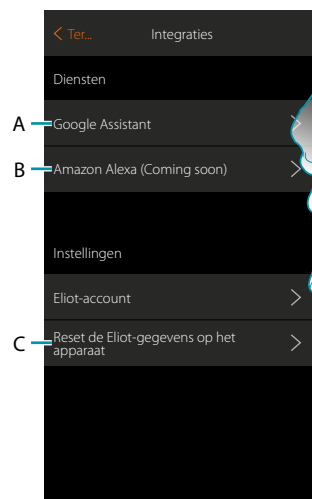 < Ter... Integraties
Diensten
A Google Assistant >
B Amazon Alexa (Coming soon) >
Instellingen
Eliot-account >
C Reset de Eliot-gegevens op het
apparaat >